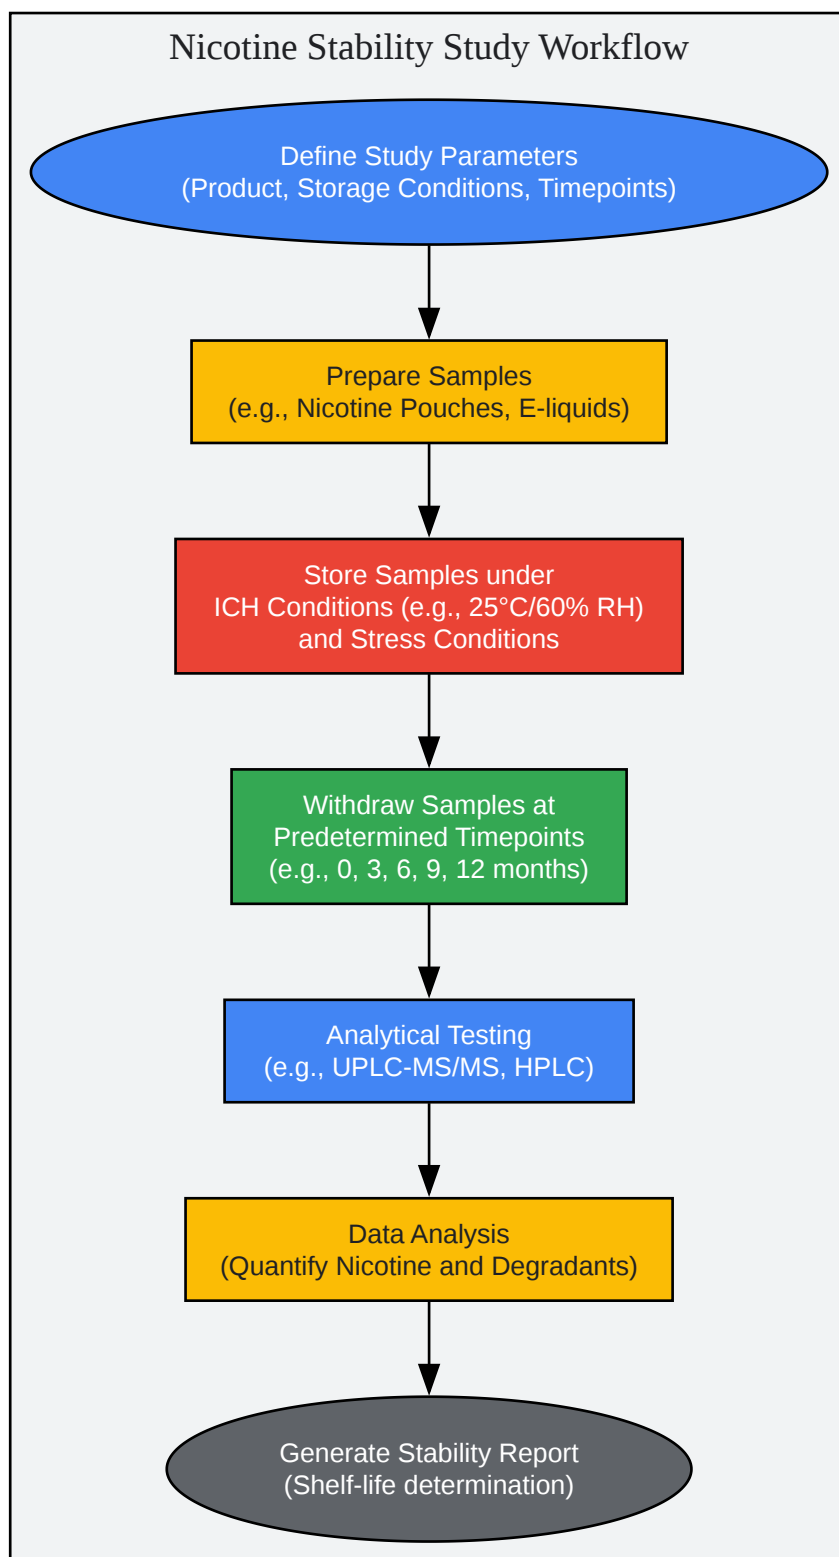 Nicotine Stability Study Workflow
Define Study Parameters
(Product, Storage Conditions, Timepoints)
Prepare Samples
(e.g., Nicotine Pouches, E-liquids)
Store Samples under
ICH Conditions (e.g., 25°C/60% RH)
and Stress Conditions
Withdraw Samples at
Predetermined Timepoints
(e.g., 0, 3, 6, 9, 12 months)
Analytical Testing
(e.g., UPLC-MS/MS, HPLC)
Data Analysis
(Quantify Nicotine and Degradants)
Generate Stability Report
(Shelf-life determination)